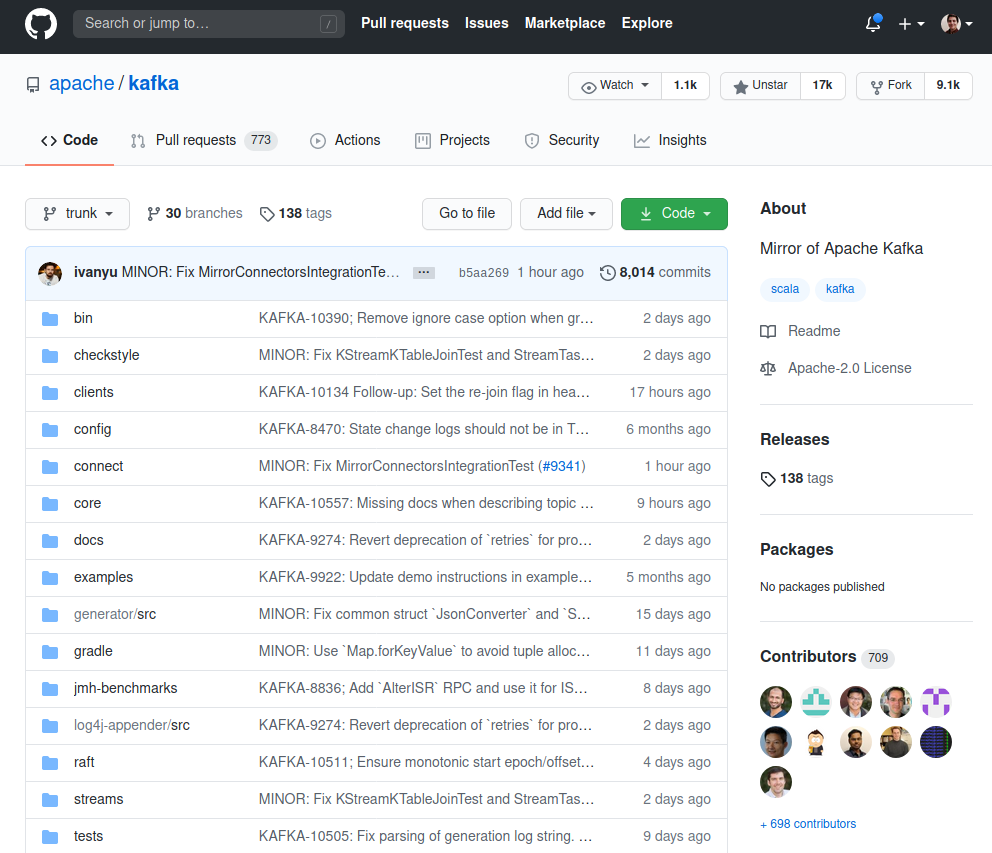 Search or jump to… /
Pull requests Issues Marketplace Explore
apache / kafka
Watch 1.1k Unstar 17k Fork 9.1k
Code Pull requests 773 Actions Projects Security Insights
trunk 30 branches 138 tags Go to file Add file Code
ivanyu MINOR: Fix MirrorConnectorsIntegrationTe… ... b5aa269 1 hour ago 8,014 commits
bin KAFKA-10390; Remove ignore case option when gr… 2 days ago
checkstyle MINOR: Fix KStreamKTableJoinTest and StreamTas… 2 days ago
clients KAFKA-10134 Follow-up: Set the re-join flag in hea… 17 hours ago
config KAFKA-8470: State change logs should not be in T… 6 months ago
connect MINOR: Fix MirrorConnectorsIntegrationTest (#9341) 1 hour ago
core KAFKA-10557: Missing docs when describing topic … 9 hours ago
docs KAFKA-9274: Revert deprecation of `retries` for pro… 2 days ago
examples KAFKA-9922: Update demo instructions in example… 5 months ago
generator/src MINOR: Fix common struct `JsonConverter` and `S… 15 days ago
gradle MINOR: Use `Map.forKeyValue` to avoid tuple alloc… 11 days ago
jmh-benchmarks KAFKA-8836; Add `AlterISR` RPC and use it for IS… 8 days ago
log4j-appender/src KAFKA-9274: Revert deprecation of `retries` for pro… 2 days ago
raft KAFKA-10511; Ensure monotonic start epoch/offset… 4 days ago
streams MINOR: Fix KStreamKTableJoinTest and StreamTas… 2 days ago
tests KAFKA-10505: Fix parsing of generation log string. … 9 days ago
About
Mirror of Apache Kafka
scala kafka
Readme
Apache-2.0 License
Releases
138 tags
Packages
No packages published
Contributors 709
+ 698 contributors